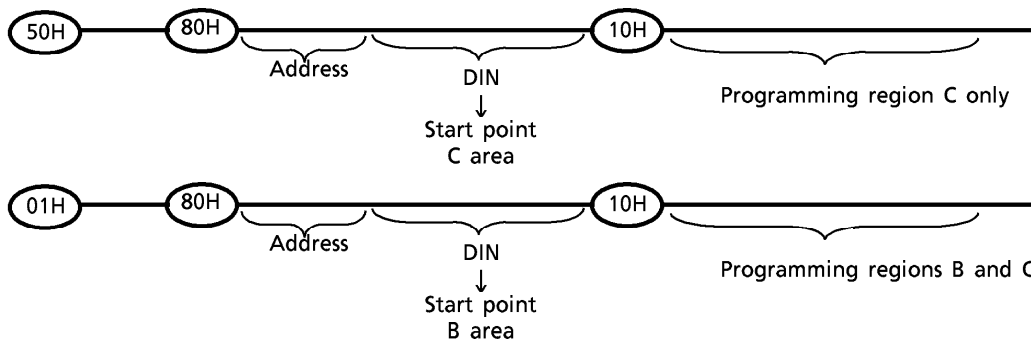 50H 80H 10H
Address DIN
Programming region C only
Start point
C area
01H 80H 10H
Address DIN
Programming regions B and C
Start point
B area